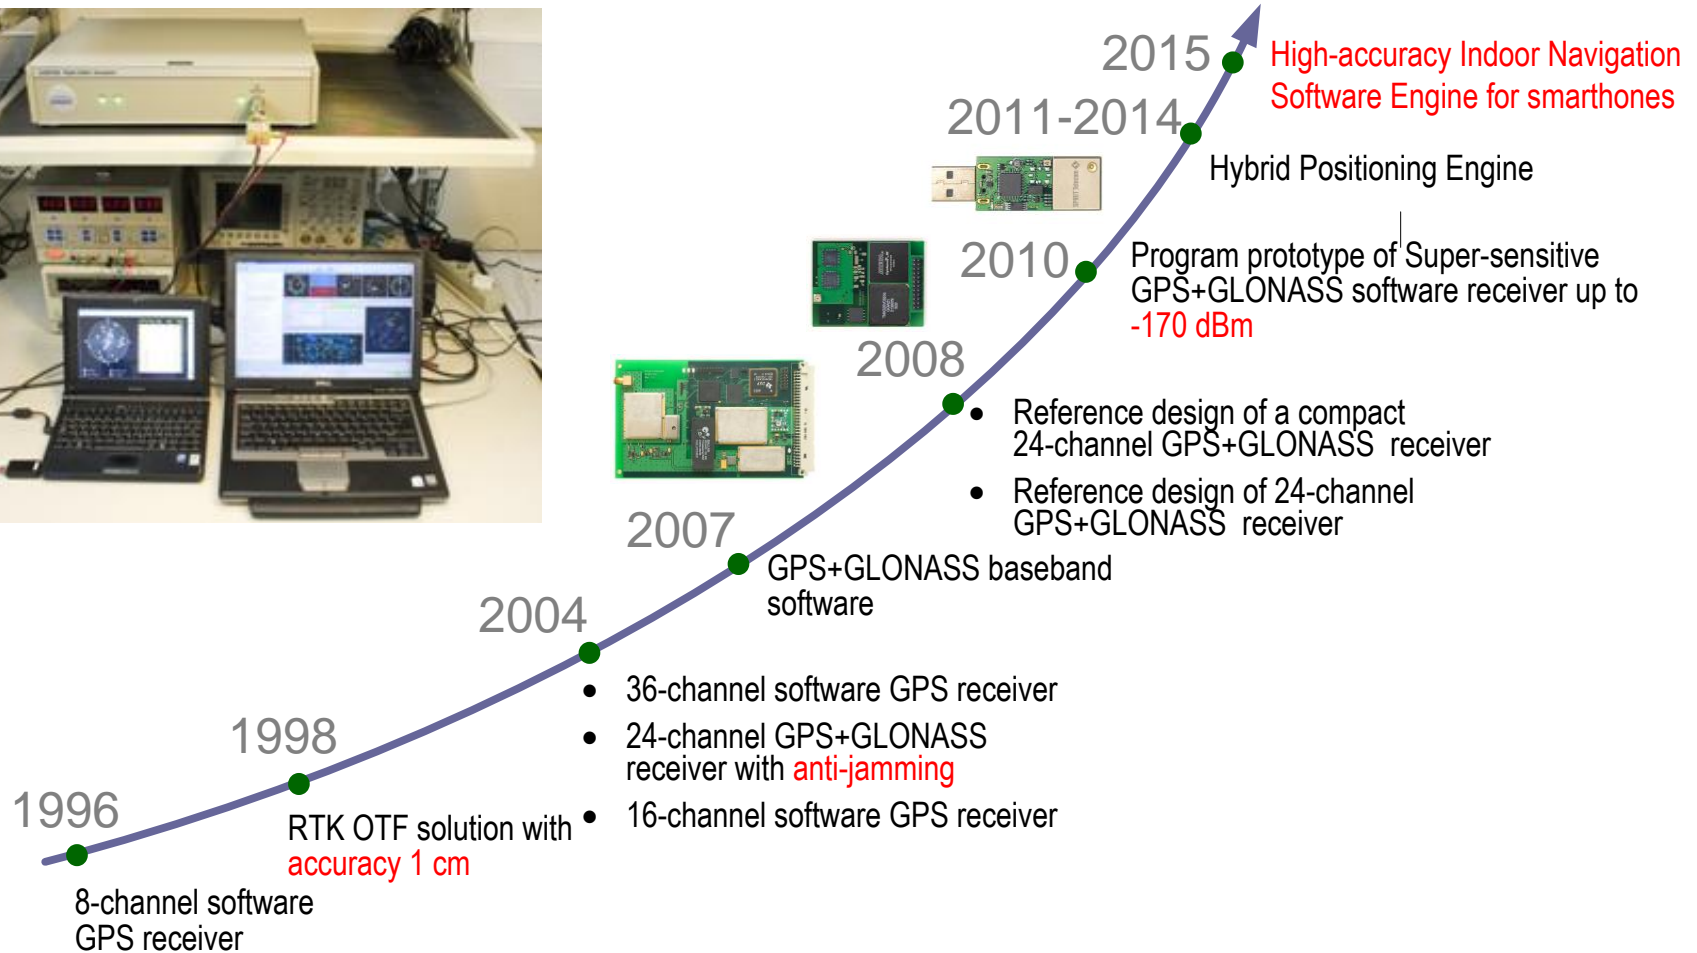 2015
High-accuracy Indoor Navigation
Software Engine for smarthones
2011-2014
Hybrid Positioning Engine
2010
Program prototype of Super-sensitive
GPS+GLONASS software receiver up to
-170 dBm
2008
• Reference design of a compact
24-channel GPS+GLONASS receiver
• Reference design of 24-channel
GPS+GLONASS receiver
2007
GPS+GLONASS baseband
software
2004
• 36-channel software GPS receiver
• 24-channel GPS+GLONASS
receiver with anti-jamming
• 16-channel software GPS receiver
1998
RTK OTF solution with
accuracy 1 cm
1996
8-channel software
GPS receiver
DELL